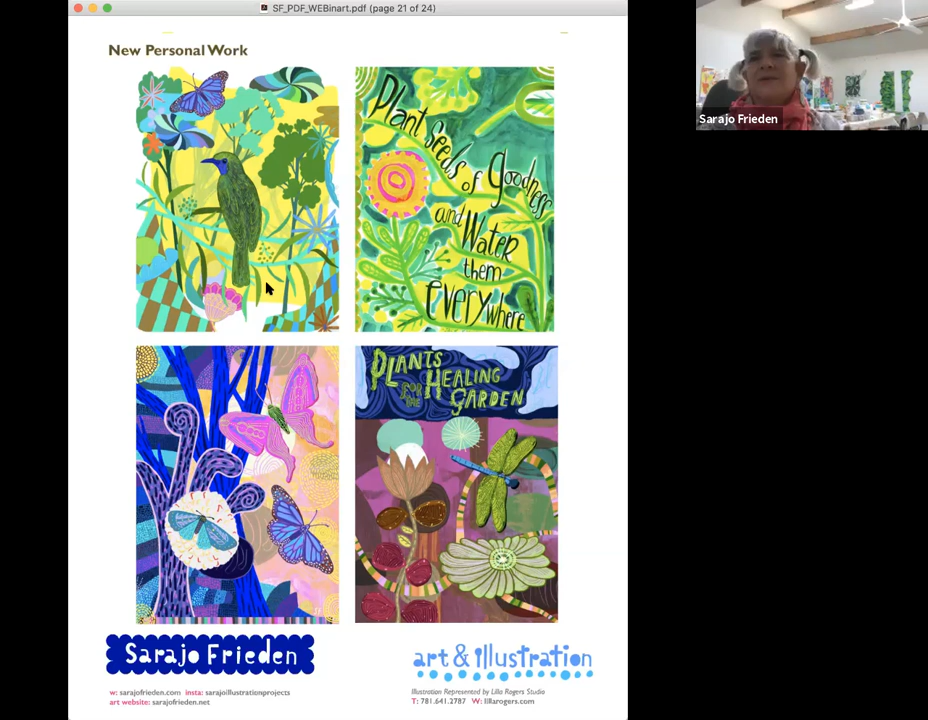 SF_PDF_WEBinart.pdf (page 21 of 24)
New Personal Work
Plant
Seeds of Goodness
and Water
them
everywhere
PLANTS
FOR THE HEALING
GARDEN
Sarajo Frieden
art & illustration
w: sarajofrieden.com insta: sarajoillustrationprojects
art website: sarajofrieden.net
Illustration Represented by Lilla Rogers Studio
T: 781.641.2787 W: lillarogers.com
Sarajo Frieden